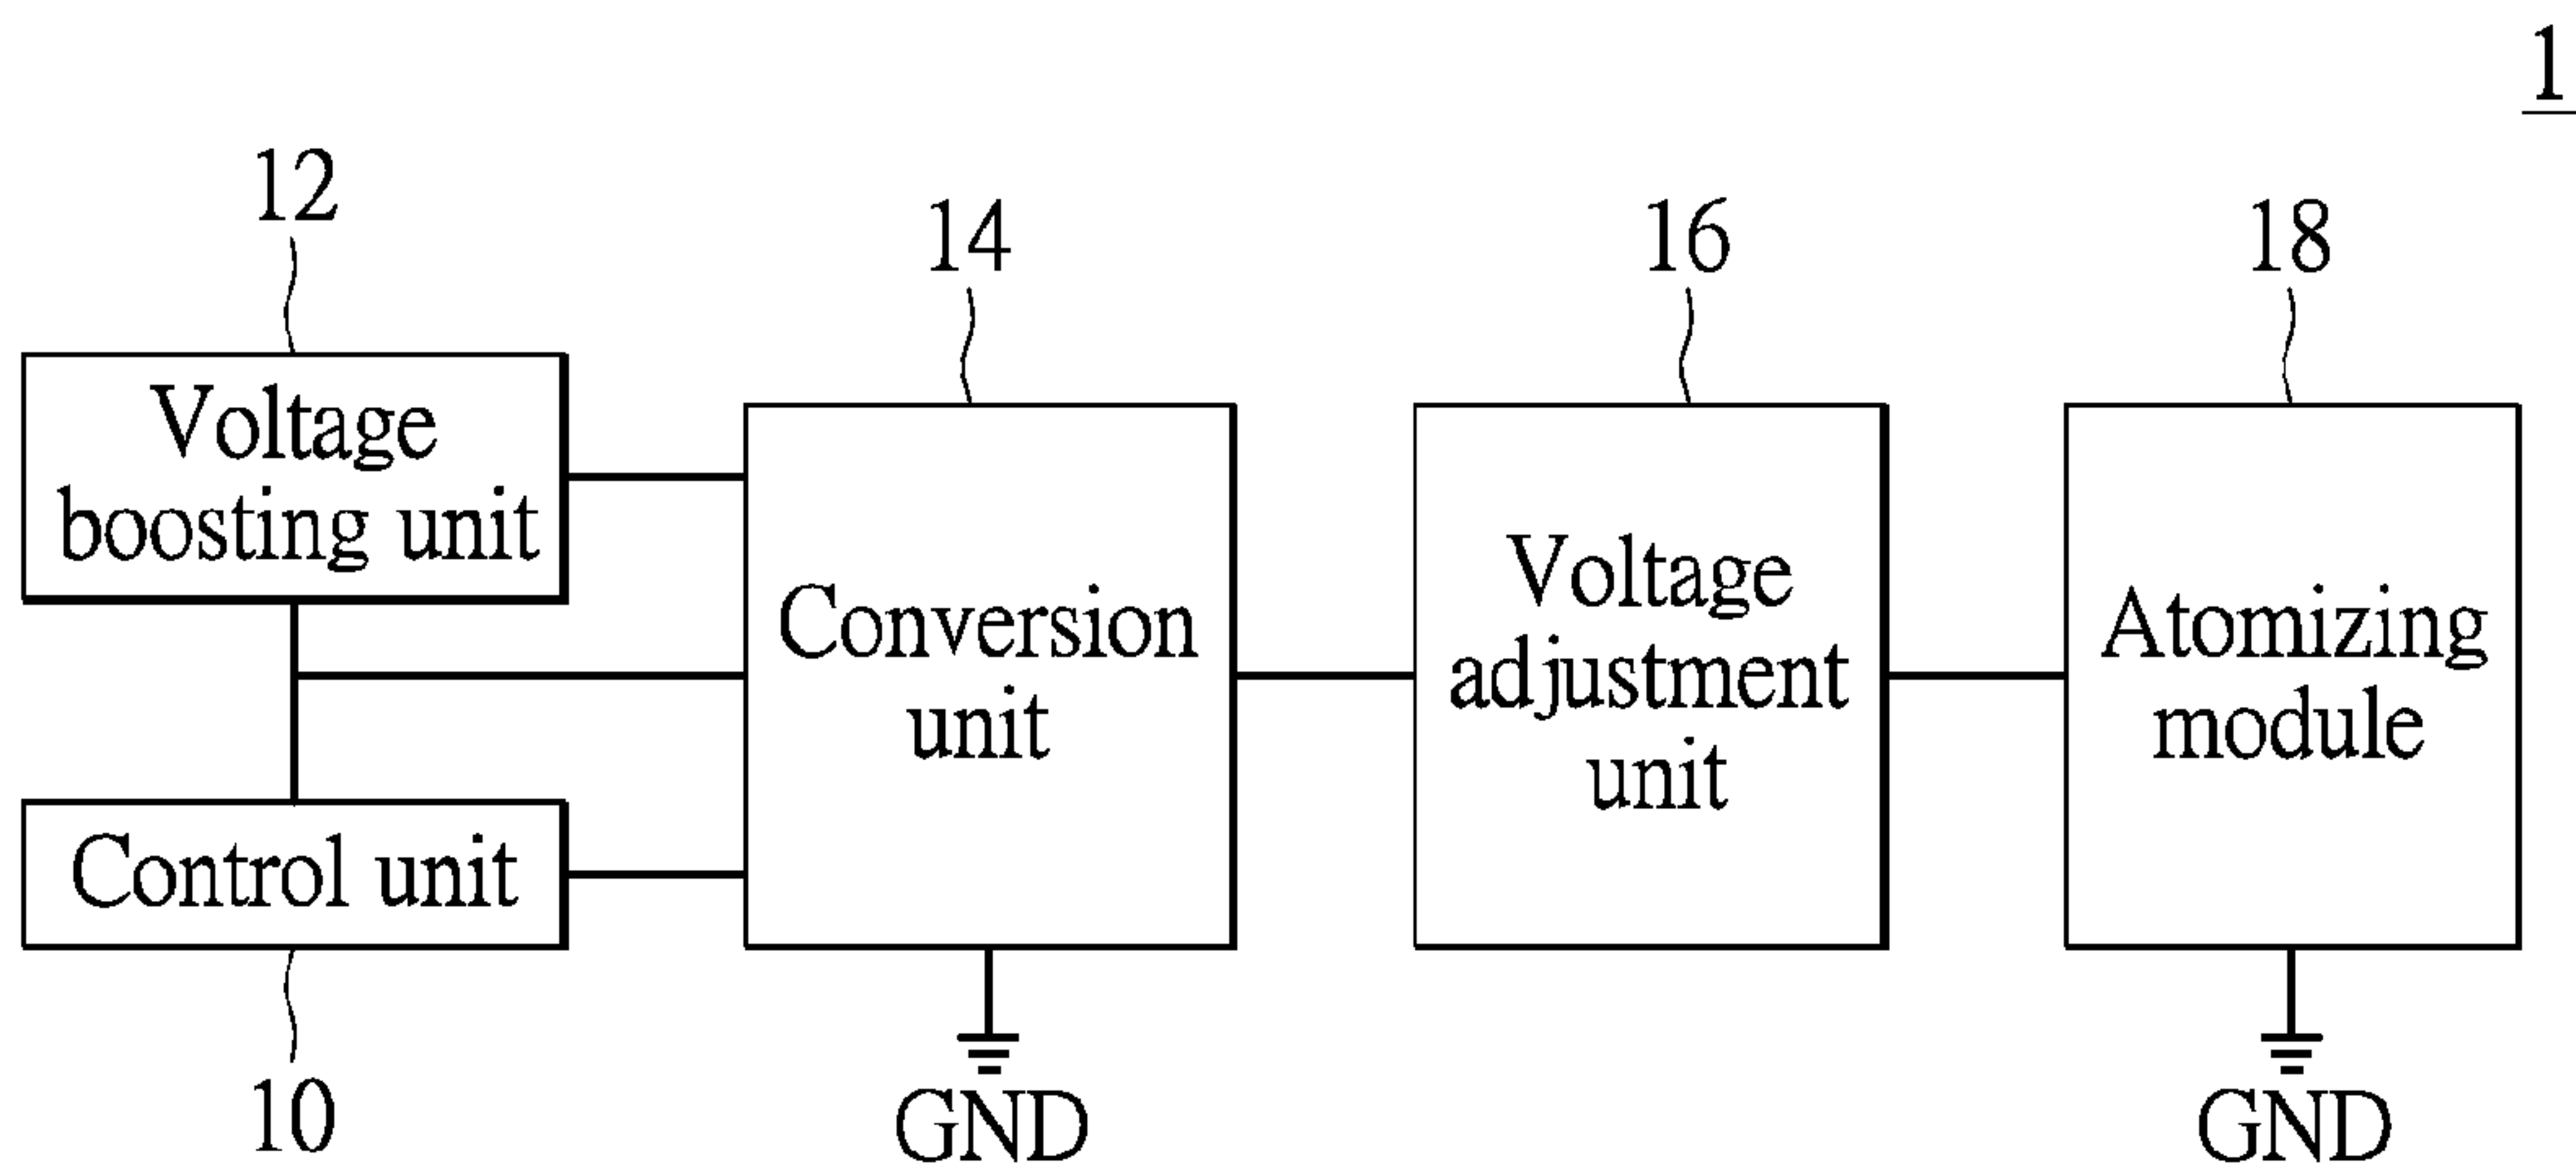 1
12
14
16
18
Voltage
boosting unit
Conversion
unit
Voltage
adjustment
unit
Atomizing
module
Control unit
10
GND
GND